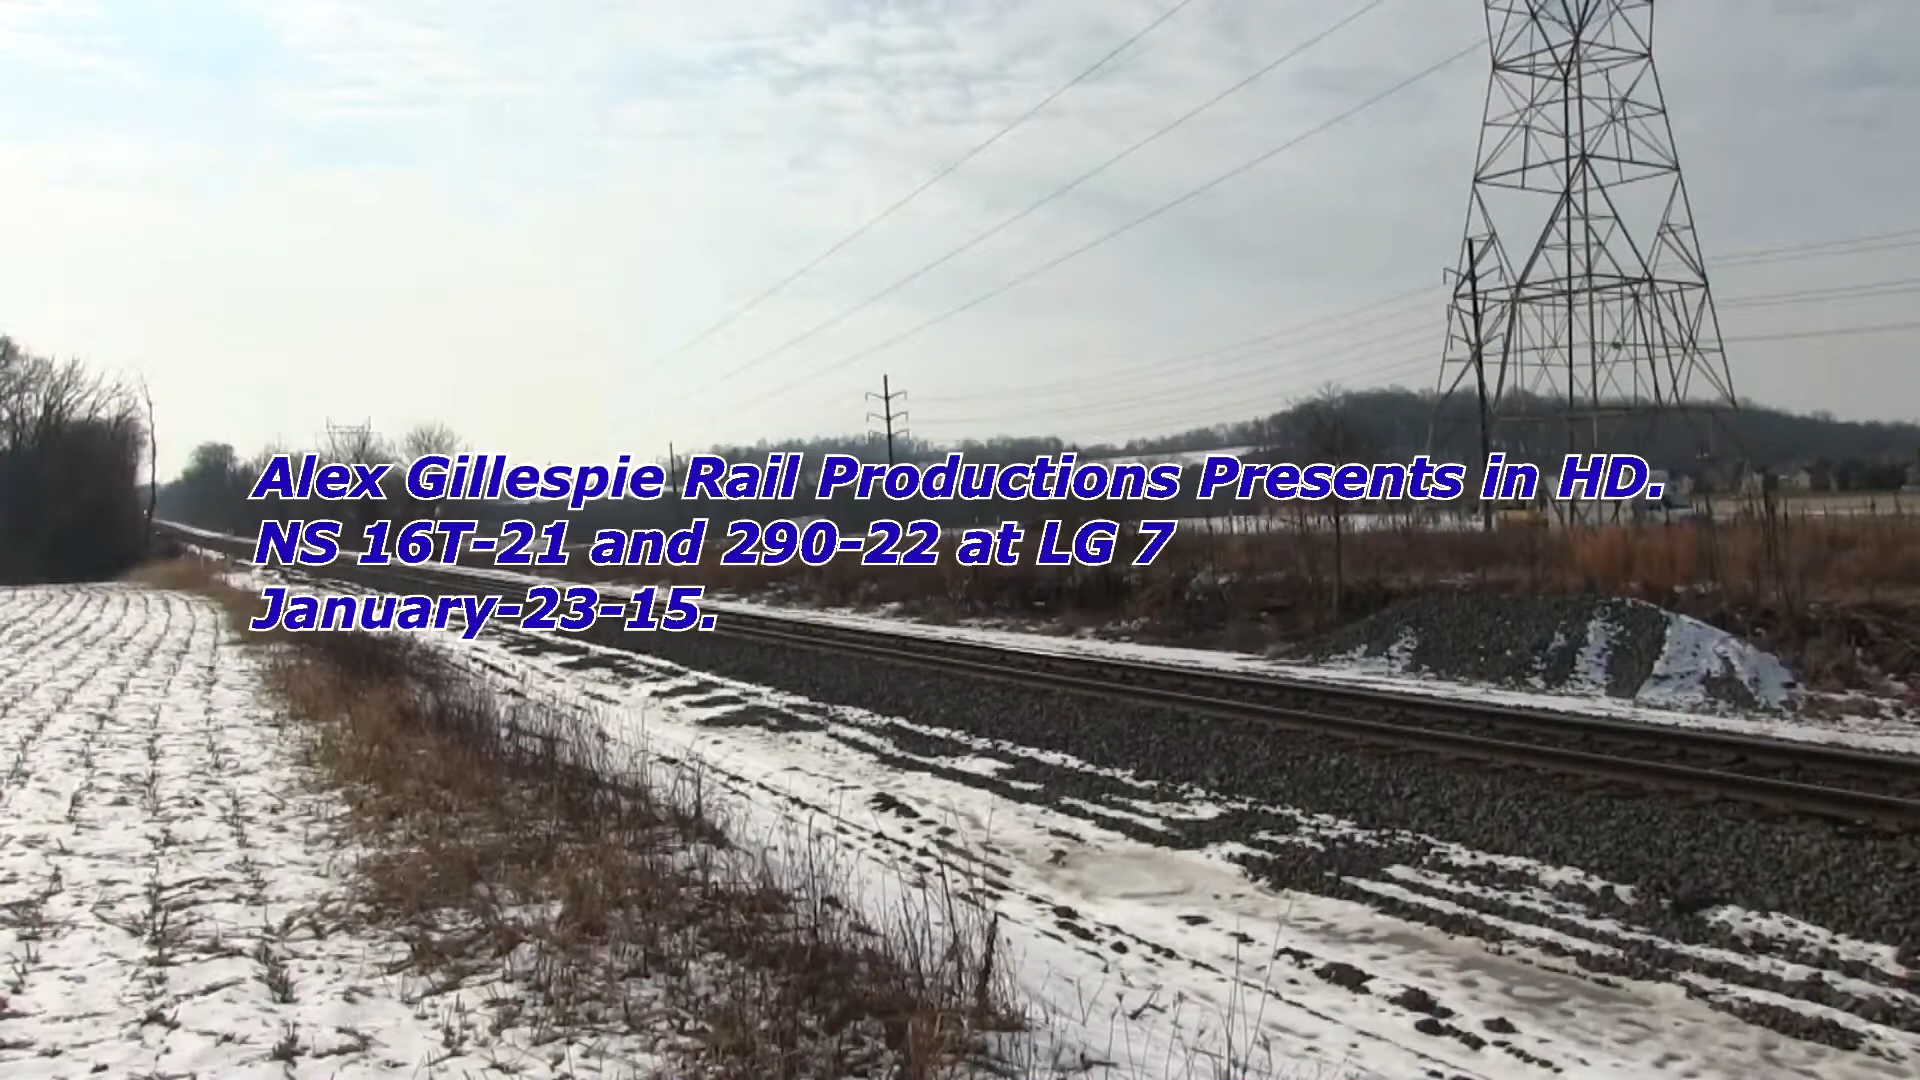 Alex Gillespie Rail Productions Presents in HD.
NS 16T-21 and 290-22 at LG 7
January-23-15.